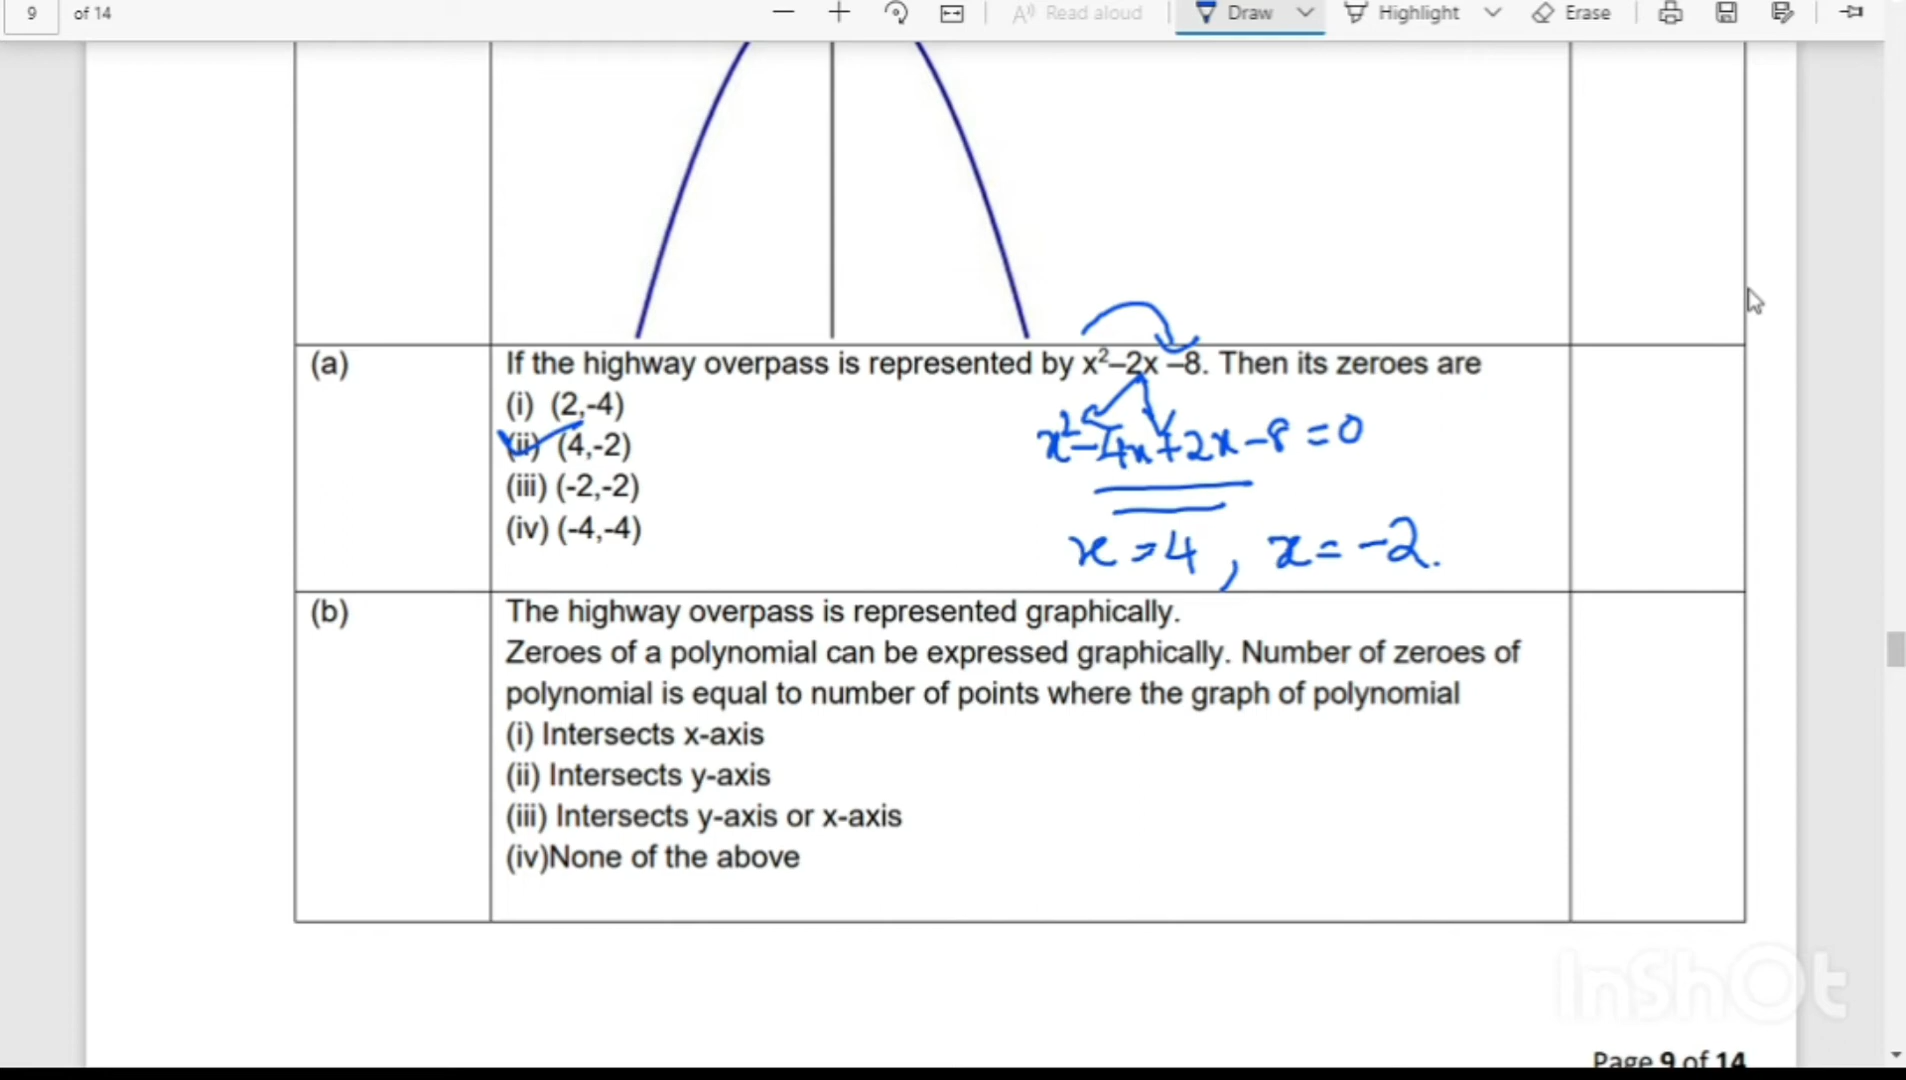 9 of 14 Read aloud Draw Highlight Erase
(a) If the highway overpass is represented by x²–2x –8. Then its zeroes are
(i) (2,-4)
(ii) (4,-2)
(iii) (-2,-2)
(iv) (-4,-4)
x²-4x+2x-8=0
x=4, x=-2.
(b) The highway overpass is represented graphically.
Zeroes of a polynomial can be expressed graphically. Number of zeroes of
polynomial is equal to number of points where the graph of polynomial
(i) Intersects x-axis
(ii) Intersects y-axis
(iii) Intersects y-axis or x-axis
(iv)None of the above
InShOt
Page 9 of 14